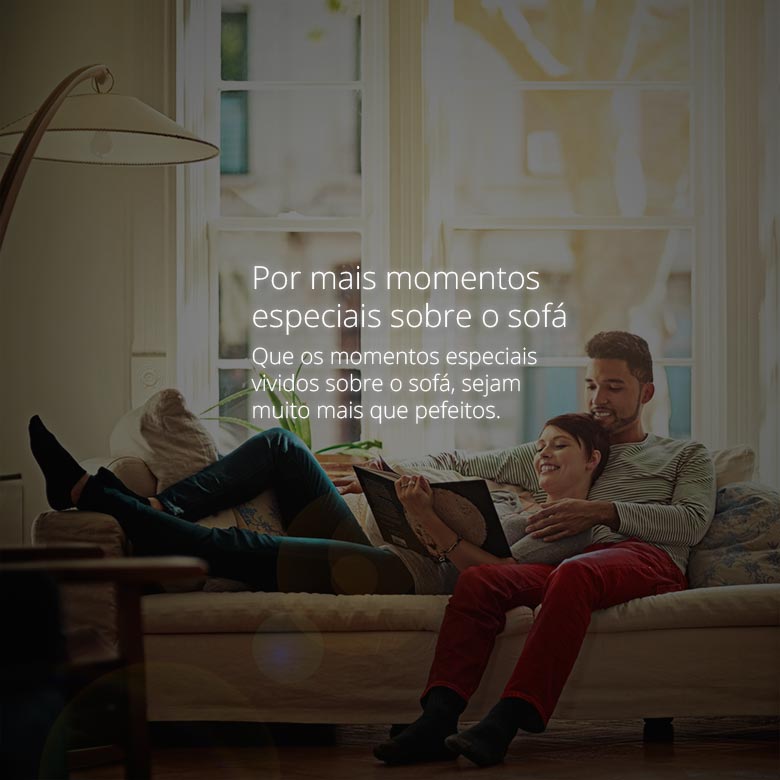 Por mais momentos
especiais sobre o sofá
Que os momentos especiais
vividos sobre o sofá, sejam
muito mais que pefeitos.